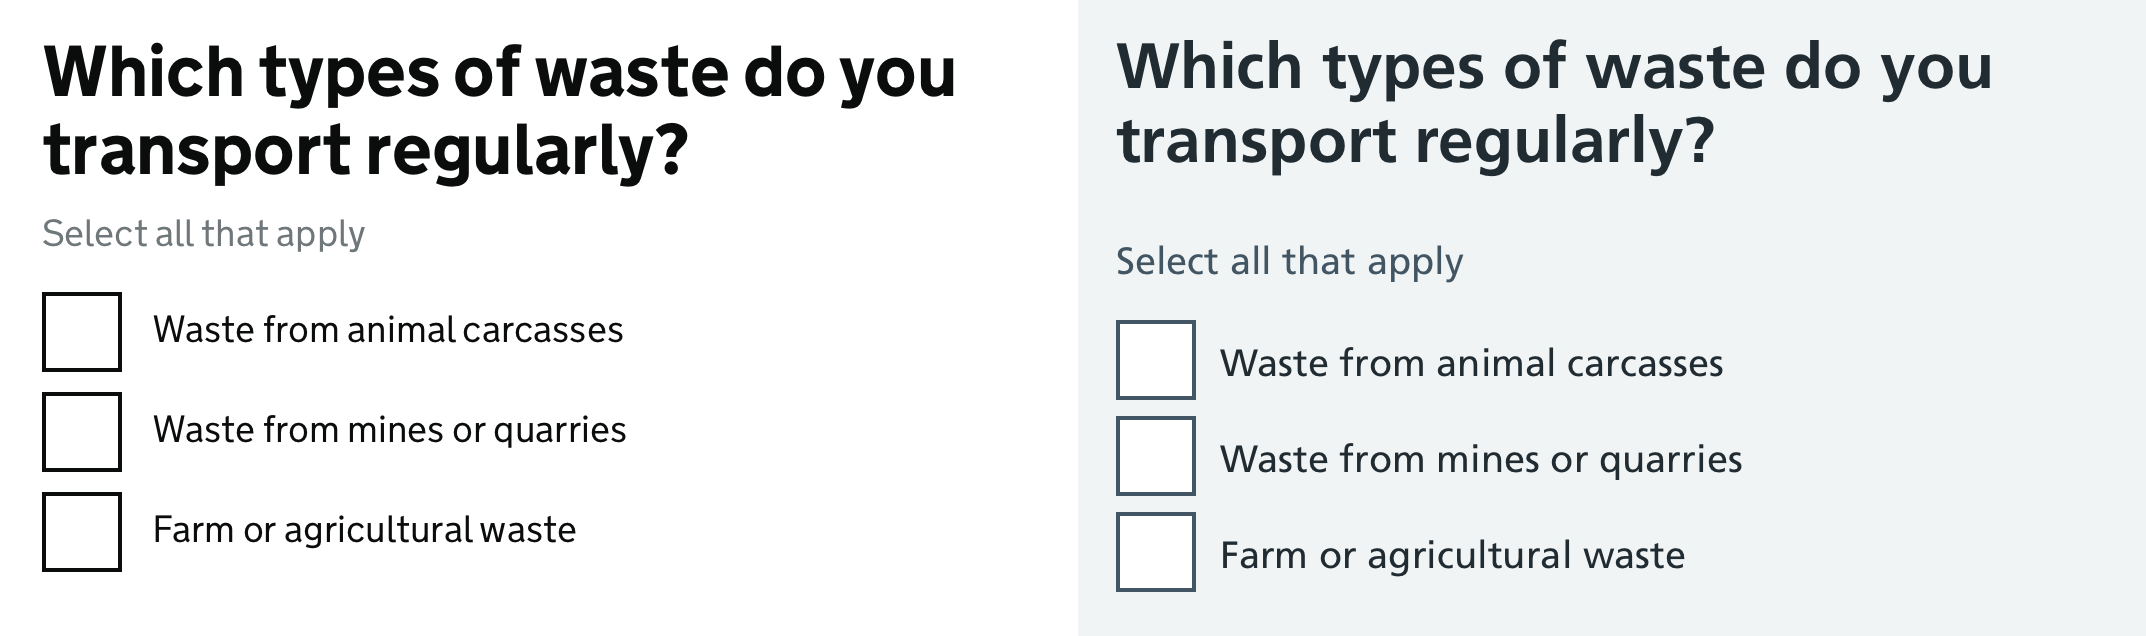 Which types of waste do you
transport regularly?
Select all that apply
Waste from animal carcasses
Waste from mines or quarries
Farm or agricultural waste
Which types of waste do you
transport regularly?
Select all that apply
Waste from animal carcasses
Waste from mines or quarries
Farm or agricultural waste